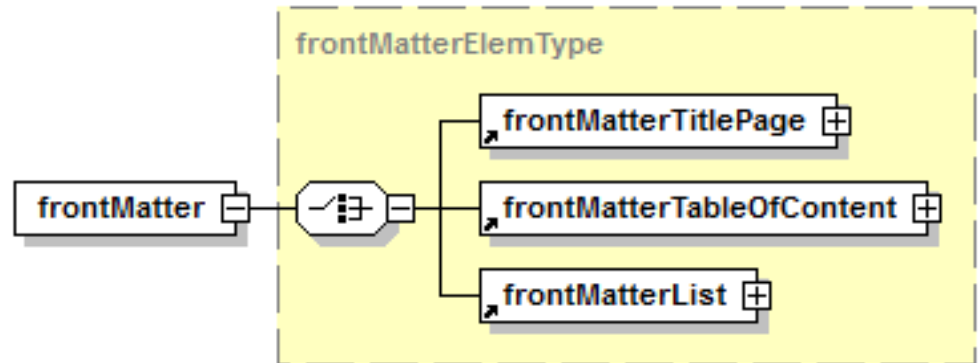 frontMatterElemType
frontMatterTitlePage
frontMatter
frontMatterTableOfContent
frontMatterList